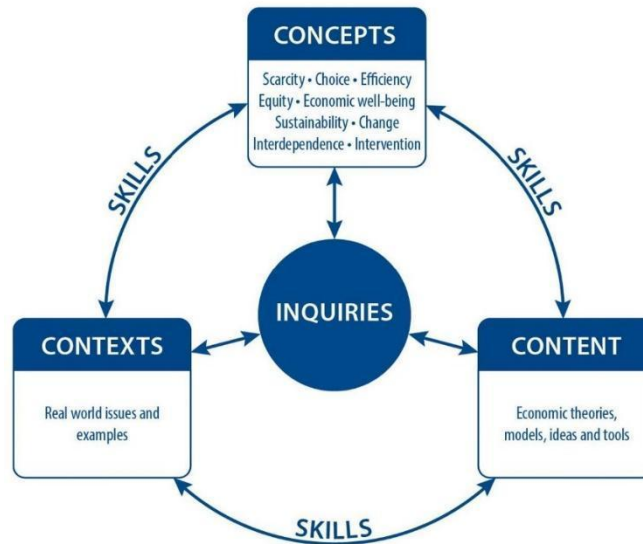 CONCEPTS
Scarcity • Choice • Efficiency
Equity • Economic well-being
Sustainability • Change
Interdependence • Intervention
SKILLS
SKILLS
INQUIRIES
CONTEXTS
Real world issues and
examples
CONTENT
Economic theories,
models, ideas and tools
SKILLS